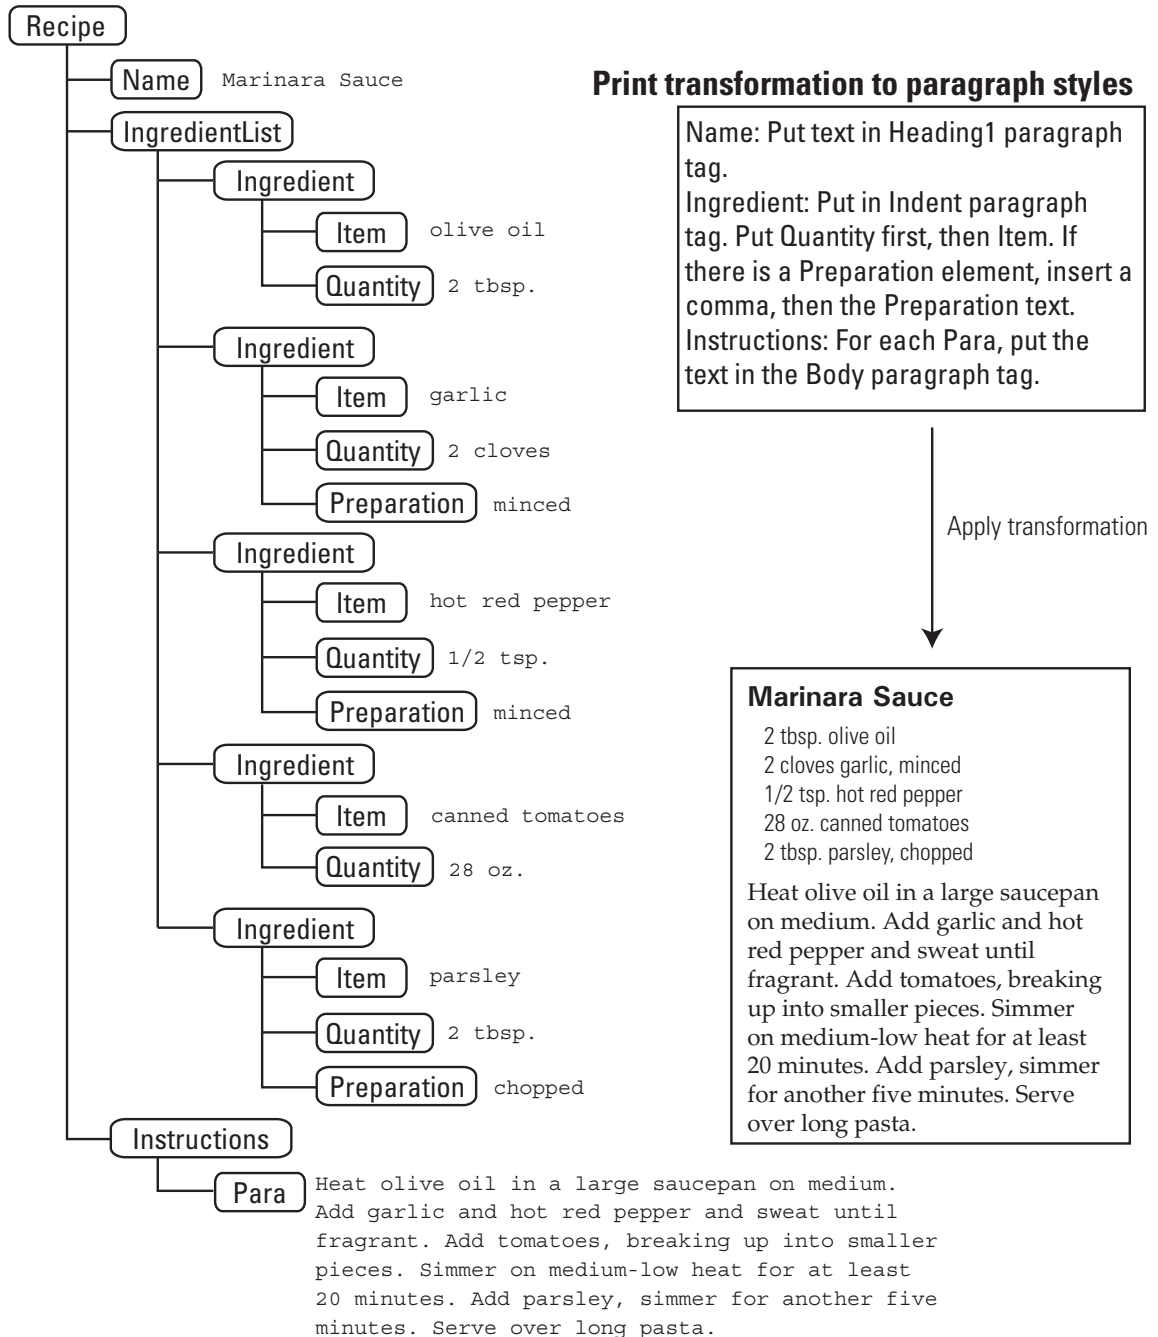 Recipe
Name Marinara Sauce
IngredientList
Ingredient
Item olive oil
Quantity 2 tbsp.
Ingredient
Item garlic
Quantity 2 cloves
Preparation minced
Ingredient
Item hot red pepper
Quantity 1/2 tsp.
Preparation minced
Ingredient
Item canned tomatoes
Quantity 28 oz.
Ingredient
Item parsley
Quantity 2 tbsp.
Preparation chopped
Instructions
Para Heat olive oil in a large saucepan on medium.
Add garlic and hot red pepper and sweat until
fragrant. Add tomatoes, breaking up into smaller
pieces. Simmer on medium-low heat for at least
20 minutes. Add parsley, simmer for another five
minutes. Serve over long pasta.
Print transformation to paragraph styles
Name: Put text in Heading1 paragraph
tag.
Ingredient: Put in Indent paragraph
tag. Put Quantity first, then Item. If
there is a Preparation element, insert a
comma, then the Preparation text.
Instructions: For each Para, put the
text in the Body paragraph tag.
Apply transformation
Marinara Sauce
2 tbsp. olive oil
2 cloves garlic, minced
1/2 tsp. hot red pepper
28 oz. canned tomatoes
2 tbsp. parsley, chopped
Heat olive oil in a large saucepan
on medium. Add garlic and hot
red pepper and sweat until
fragrant. Add tomatoes, breaking
up into smaller pieces. Simmer
on medium-low heat for at least
20 minutes. Add parsley, simmer
for another five minutes. Serve
over long pasta.